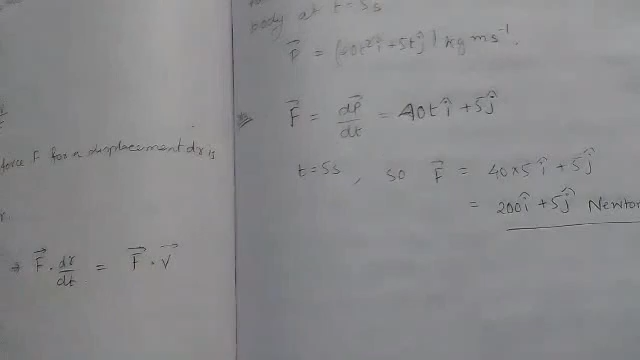 force F for a displacement dr is
→ F⃗ · dr/dt = F⃗ · V⃗
body at t=5s
P⃗ = (20t²î + 5tĵ) kg ms⁻¹.
F⃗ = dP⃗/dt = 40tî + 5ĵ
t=5s, so F⃗ = 40×5î + 5ĵ
= 200î + 5ĵ Newton